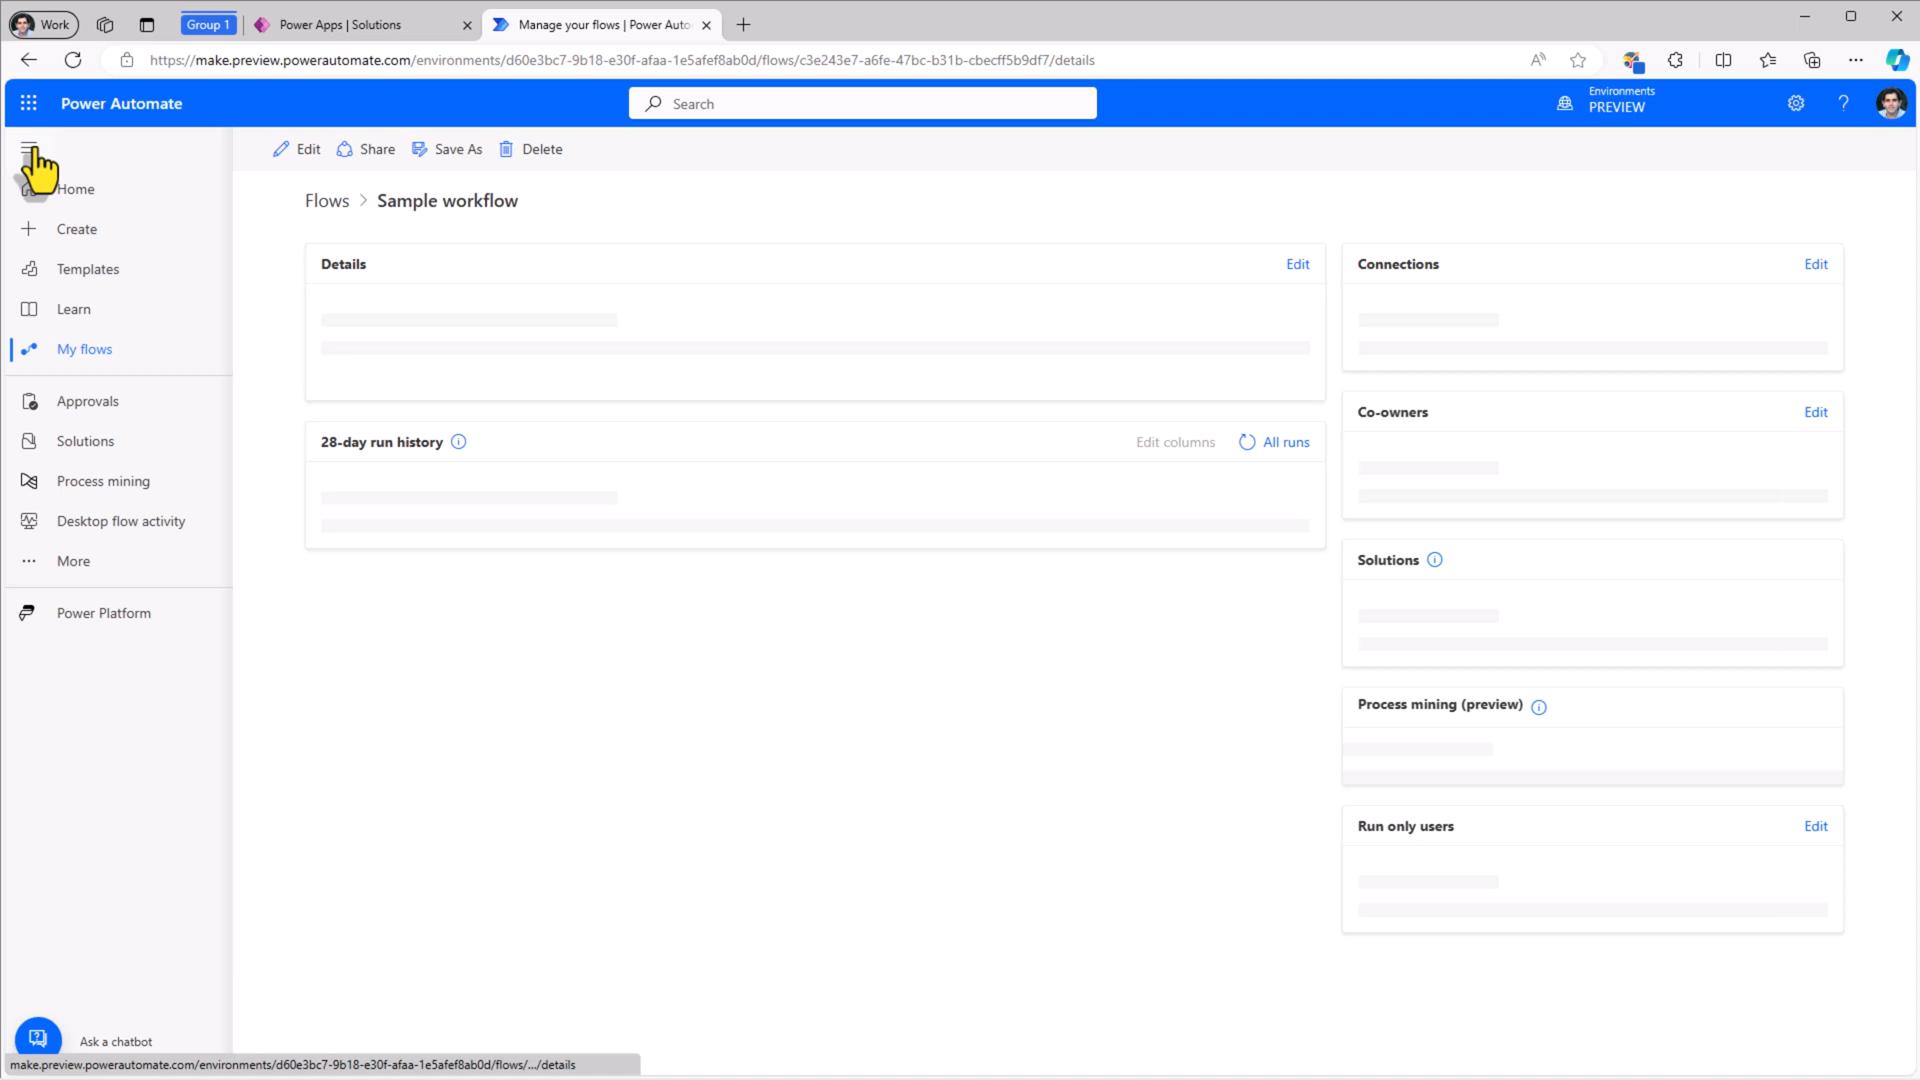 Work
Group 1
Power Apps | Solutions
Manage your flows | Power Auto
https://make.preview.powerautomate.com/environments/d60e3bc7-9b18-e30f-afaa-1e5afef8ab0d/flows/c3e243e7-a6fe-47bc-b31b-cbecff5b9df7/details
Power Automate
Search
Environments
PREVIEW
Edit
Share
Save As
Delete
Home
Create
Templates
Learn
My flows
Approvals
Solutions
Process mining
Desktop flow activity
More
Power Platform
Flows > Sample workflow
Details
Edit
28-day run history
Edit columns
All runs
Connections
Edit
Co-owners
Edit
Solutions
Process mining (preview)
Run only users
Edit
Ask a chatbot
make.preview.powerautomate.com/environments/d60e3bc7-9b18-e30f-afaa-1e5afef8ab0d/flows/.../details